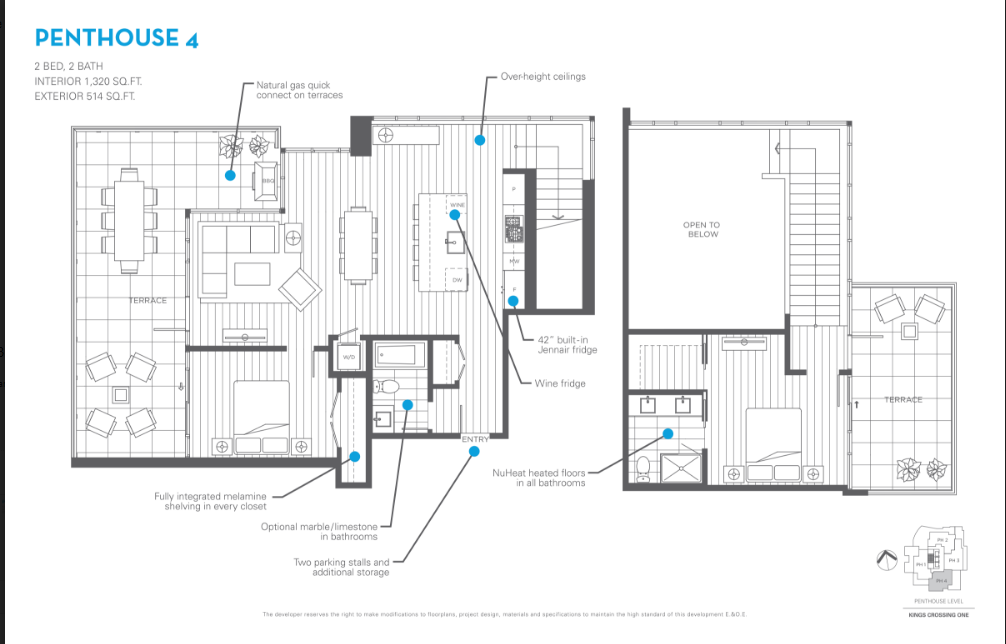 PENTHOUSE 4
2 BED, 2 BATH
INTERIOR 1,320 SQ.FT.
EXTERIOR 514 SQ.FT.
Natural gas quick
connect on terraces
Over-height ceilings
BBQ
WINE
P
HW
F
DW
TERRACE
W/D
42" built-in
Jennair fridge
Wine fridge
ENTRY
OPEN TO
BELOW
TERRACE
NuHeat heated floors
in all bathrooms
Fully integrated melamine
shelving in every closet
Optional marble/limestone
in bathrooms
Two parking stalls and
additional storage
PH 2
PH 1
PH 3
PH 4
PENTHOUSE LEVEL
KINGS CROSSING ONE
The developer reserves the right to make modifications to floorplans, project design, materials and specifications to maintain the high standard of this development E.&O.E.